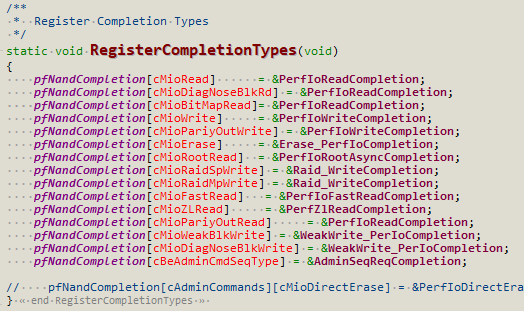 /**
 * Register Completion Types
 */
static void RegisterCompletionTypes(void)
{
    pfNandCompletion[cMioRead]      = &PerfIoReadCompletion;
    pfNandCompletion[cMioDiagNoseBlkRd] = &PerfIoReadCompletion;
    pfNandCompletion[cMioBitMapRead]= &PerfIoReadCompletion;
    pfNandCompletion[cMioWrite]     = &PerfIoWriteCompletion;
    pfNandCompletion[cMioPariyOutWrite] = &PerfIoWriteCompletion;
    pfNandCompletion[cMioErase]     = &Erase_PerfIoCompletion;
    pfNandCompletion[cMioRootRead]  = &PerfIoRootAsyncCompletion;
    pfNandCompletion[cMioRaidSpWrite] = &Raid_WriteCompletion;
    pfNandCompletion[cMioRaidMpWrite] = &Raid_WriteCompletion;
    pfNandCompletion[cMioFastRead]    = &PerfIoFastReadCompletion;
    pfNandCompletion[cMioZLRead]    = &PerfZlReadCompletion;
    pfNandCompletion[cMioPariyOutRead]     = &PerfIoReadCompletion;
    pfNandCompletion[cMioWeakBlkWrite] = &WeakWrite_PerIoCompletion;
    pfNandCompletion[cMioDiagNoseBlkWrite] = &WeakWrite_PerIoCompletion;
    pfNandCompletion[cBeAdminCmdSeqType] = &AdminSeqReqCompletion;
//    pfNandCompletion[cAdminCommands][cMioDirectErase] = &PerfIoDirectEra
} « end RegisterCompletionTypes »